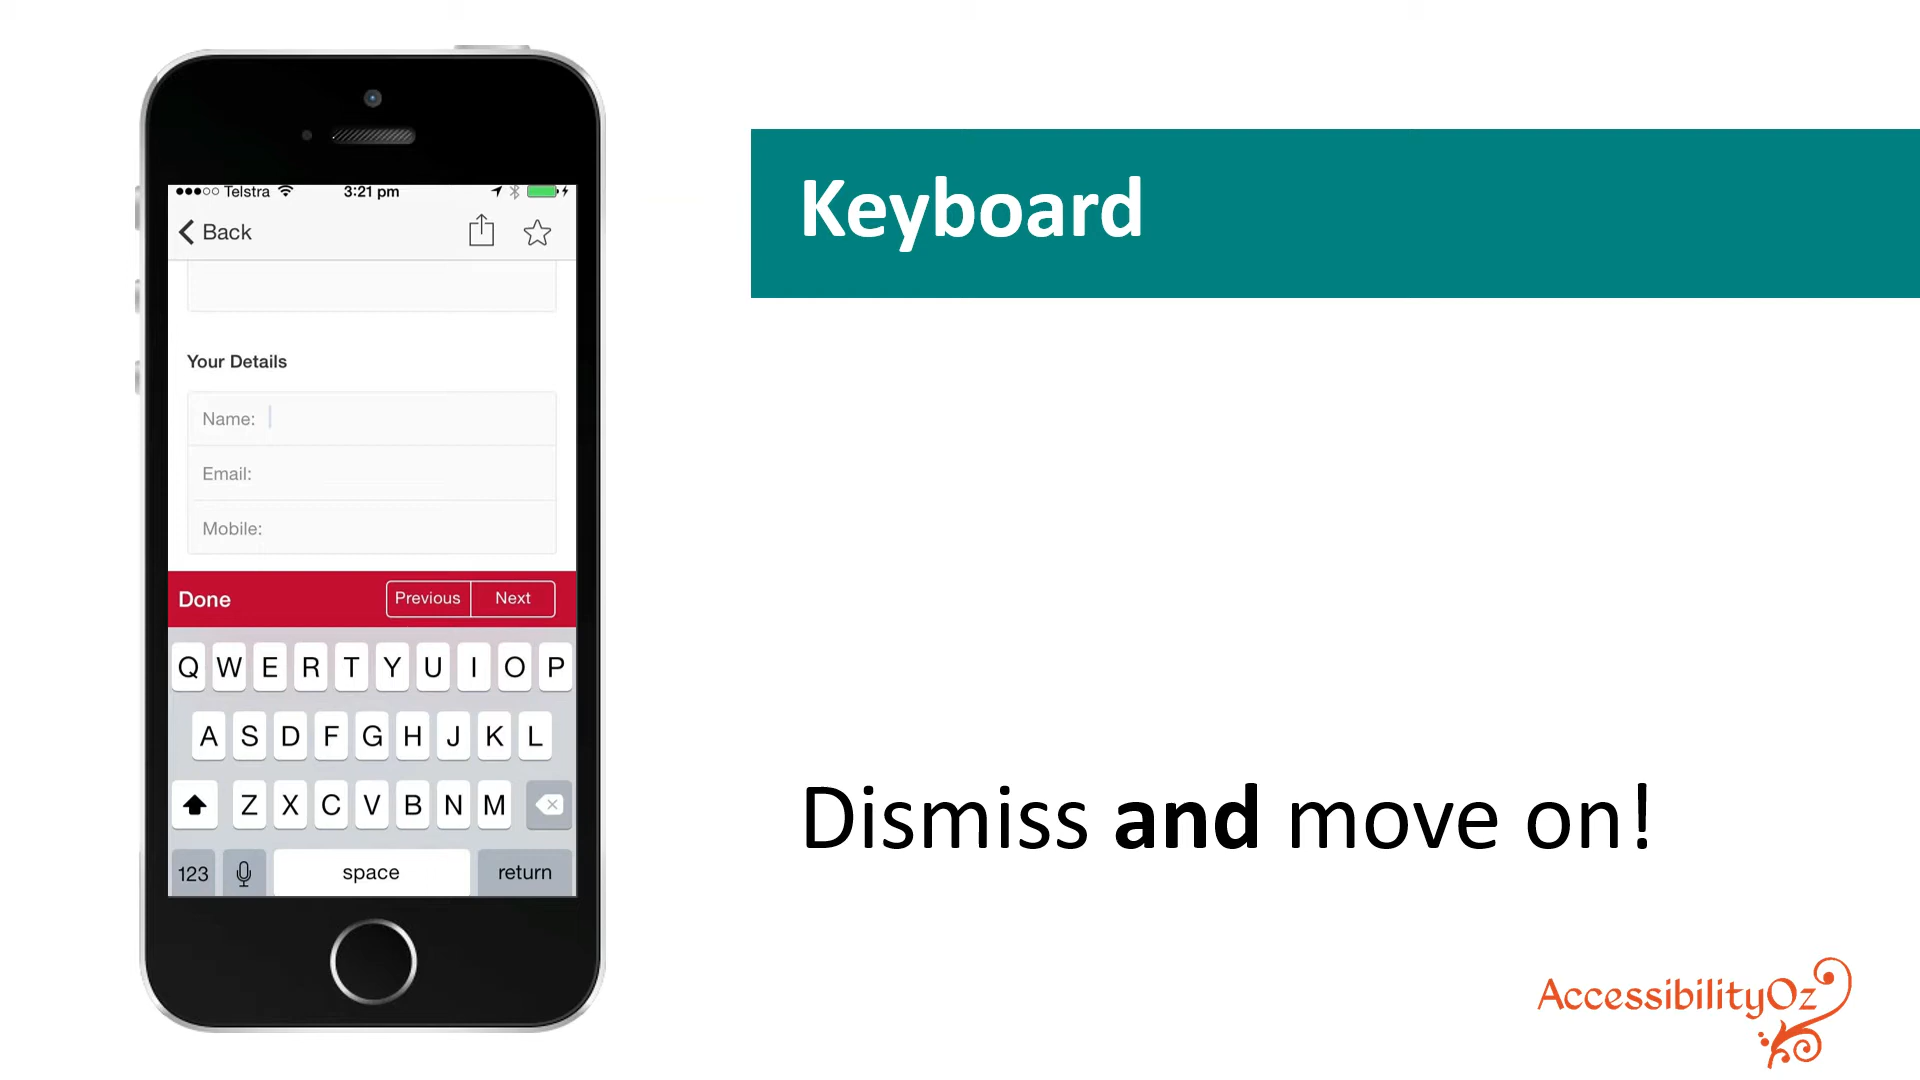 Telstra 3:21 pm
Back
Your Details
Name:
Email:
Mobile:
Done Previous Next
Q W E R T Y U I O P
A S D F G H J K L
Z X C V B N M
123 space return
Keyboard
Dismiss and move on!
AccessibilityOz